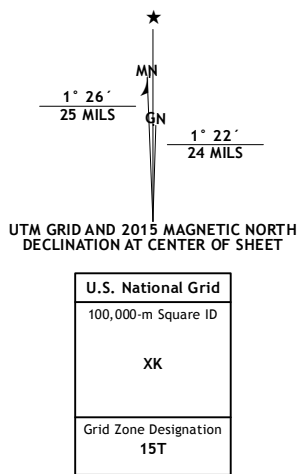 MN
1° 26´
25 MILS
GN
1° 22´
24 MILS
UTM GRID AND 2015 MAGNETIC NORTH
DECLINATION AT CENTER OF SHEET
U.S. National Grid
100,000-m Square ID
XK
Grid Zone Designation
15T